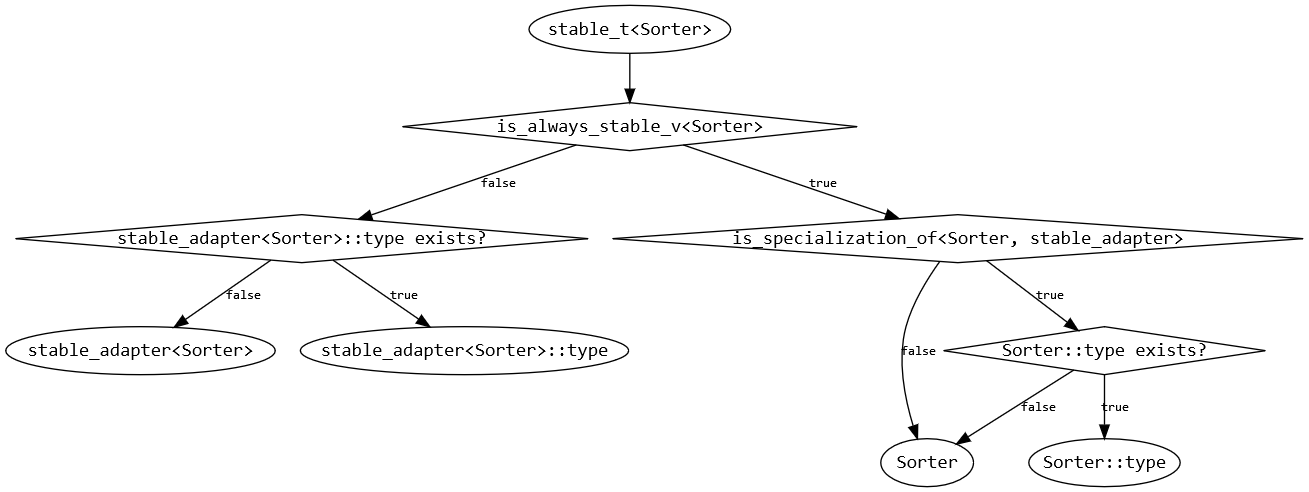 stable_t<Sorter>
is_always_stable_v<Sorter>
false
true
stable_adapter<Sorter>::type exists?
is_specialization_of<Sorter, stable_adapter>
false
true
true
stable_adapter<Sorter>
stable_adapter<Sorter>::type
false
Sorter::type exists?
false
true
Sorter
Sorter::type